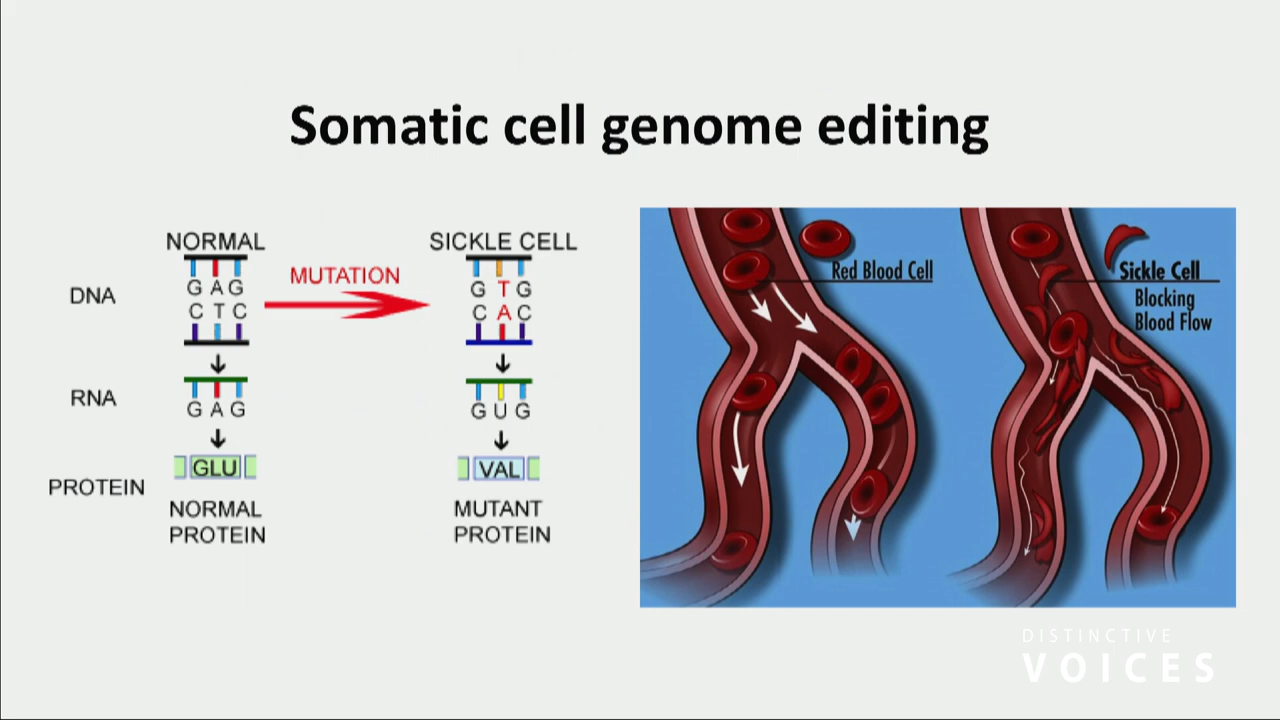 Somatic cell genome editing
NORMAL
SICKLE CELL
MUTATION
DNA
G A G
C T C
G T G
C A C
RNA
G A G
G U G
PROTEIN
GLU
VAL
NORMAL
PROTEIN
MUTANT
PROTEIN
Red Blood Cell
Sickle Cell
Blocking
Blood Flow
DISTINCTIVE
VOICES